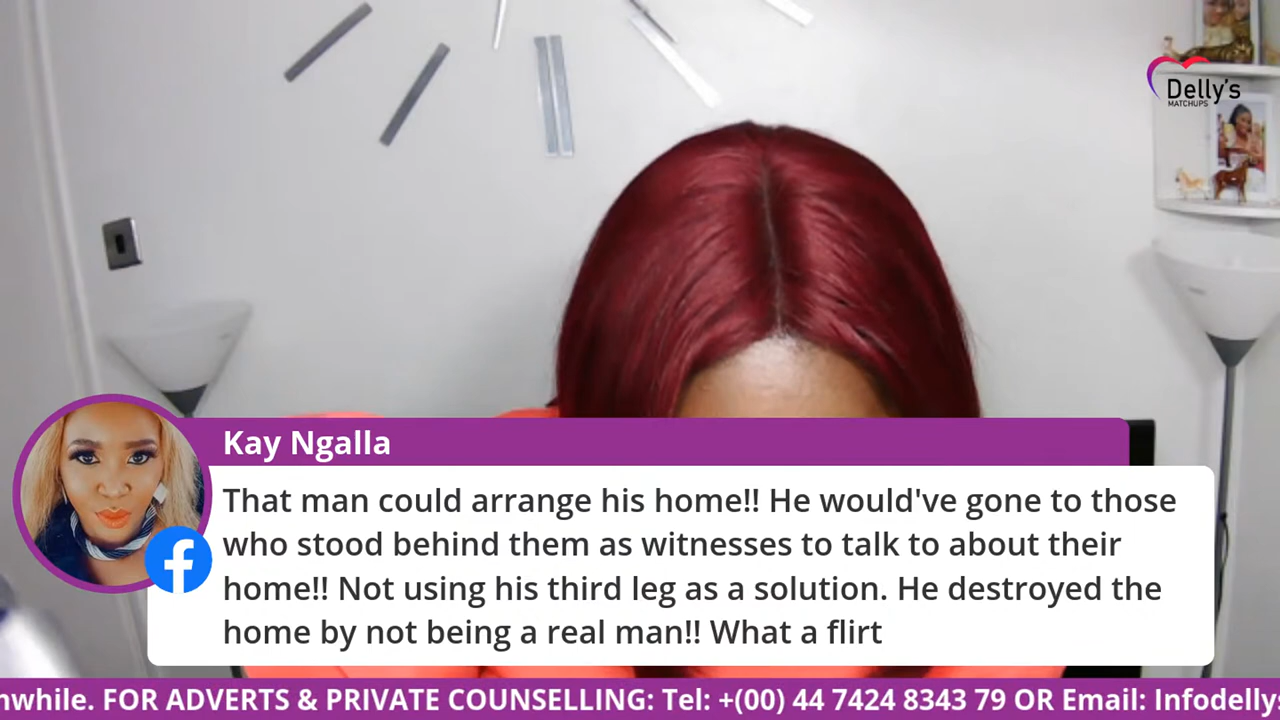 Delly's
MATCHUPS
Kay Ngalla
That man could arrange his home!! He would've gone to those
who stood behind them as witnesses to talk to about their
home!! Not using his third leg as a solution. He destroyed the
home by not being a real man!! What a flirt
nwhile. FOR ADVERTS & PRIVATE COUNSELLING: Tel: +(00) 44 7424 8343 79 OR Email: Infodellys